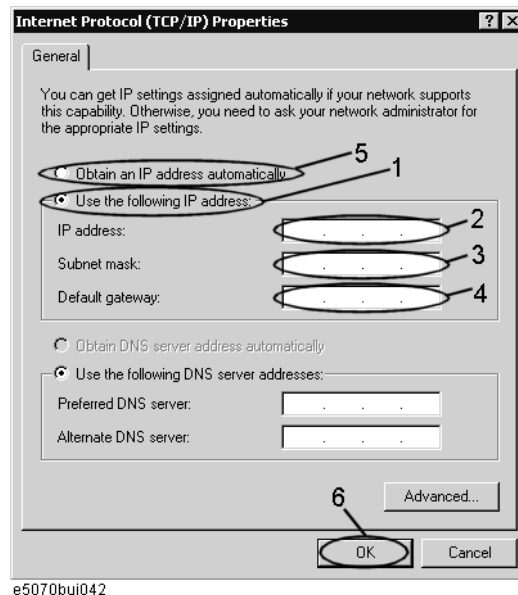 Internet Protocol (TCP/IP) Properties
? X
General
You can get IP settings assigned automatically if your network supports
this capability. Otherwise, you need to ask your network administrator for
the appropriate IP settings.
5
Obtain an IP address automatically
1
Use the following IP address:
IP address:
2
Subnet mask:
3
Default gateway:
4
Obtain DNS server address automatically
Use the following DNS server addresses:
Preferred DNS server:
Alternate DNS server:
6
Advanced...
OK
Cancel
e5070bui042